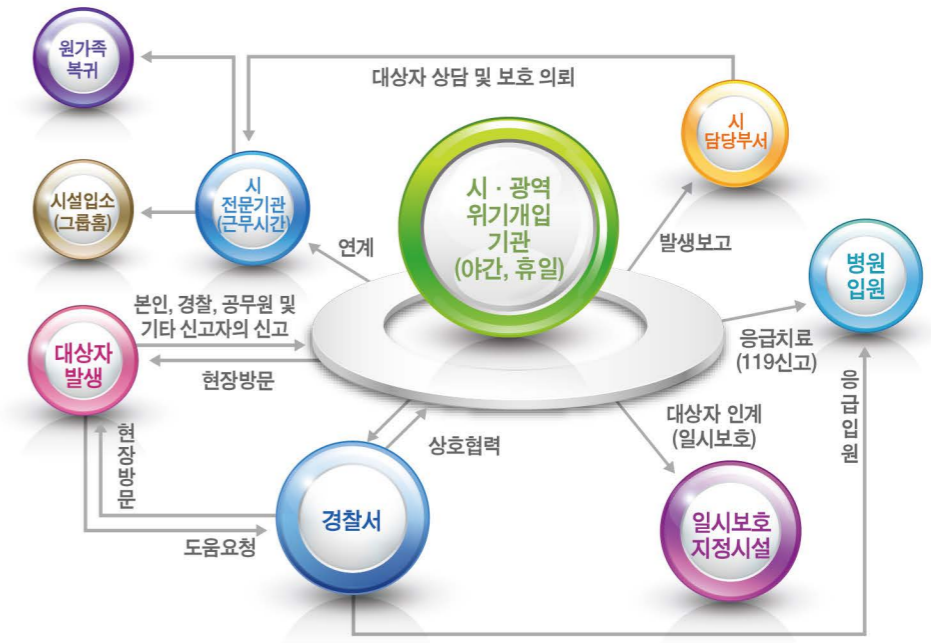 원가족
복귀
대상자 상담 및 보호 의뢰
시
담당부서
시설입소
(그룹홈)
시
전문기관
(근무시간)
시 · 광역
위기개입
기관
(야간, 휴일)
연계
발생보고
병원
입원
본인, 경찰, 공무원 및
기타 신고자의 신고
대상자
발생
현장방문
응급치료
(119신고)
응급입원
현장방문
상호협력
대상자 인계
(일시보호)
경찰서
도움요청
일시보호
지정시설